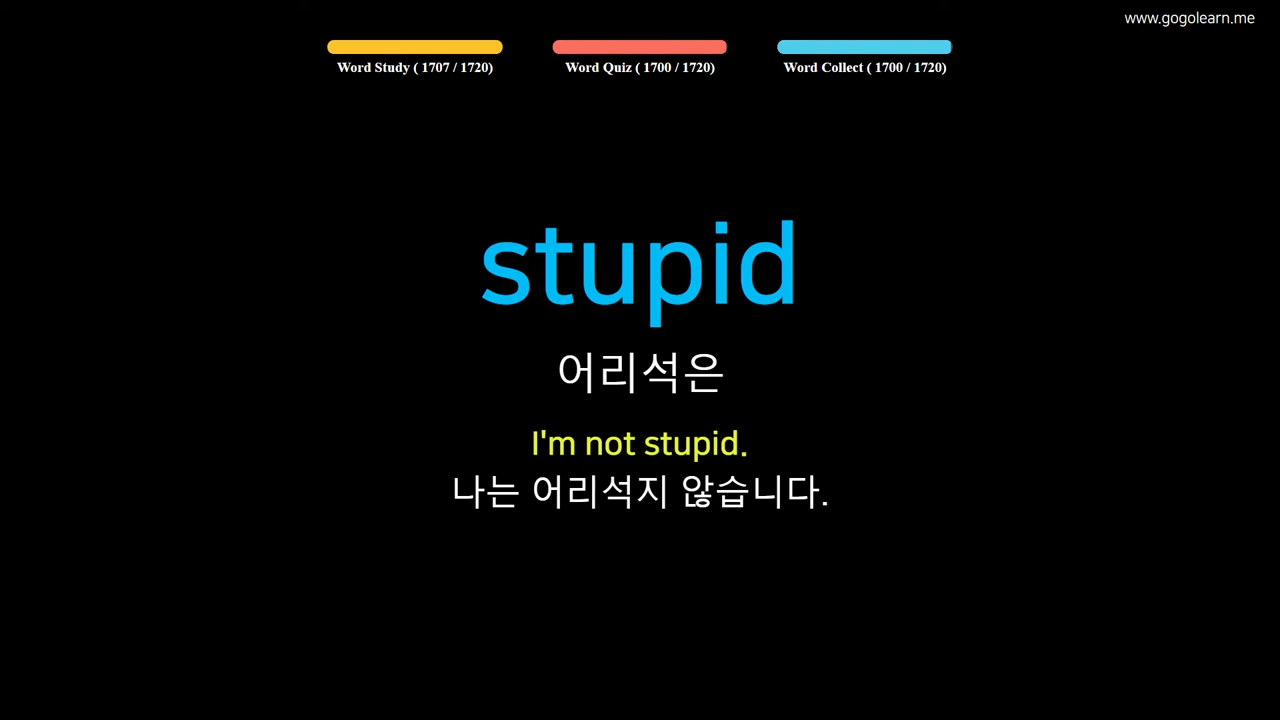 www.gogolearn.me
Word Study ( 1707 / 1720)
Word Quiz ( 1700 / 1720)
Word Collect ( 1700 / 1720)
stupid
어리석은
I'm not stupid.
나는 어리석지 않습니다.